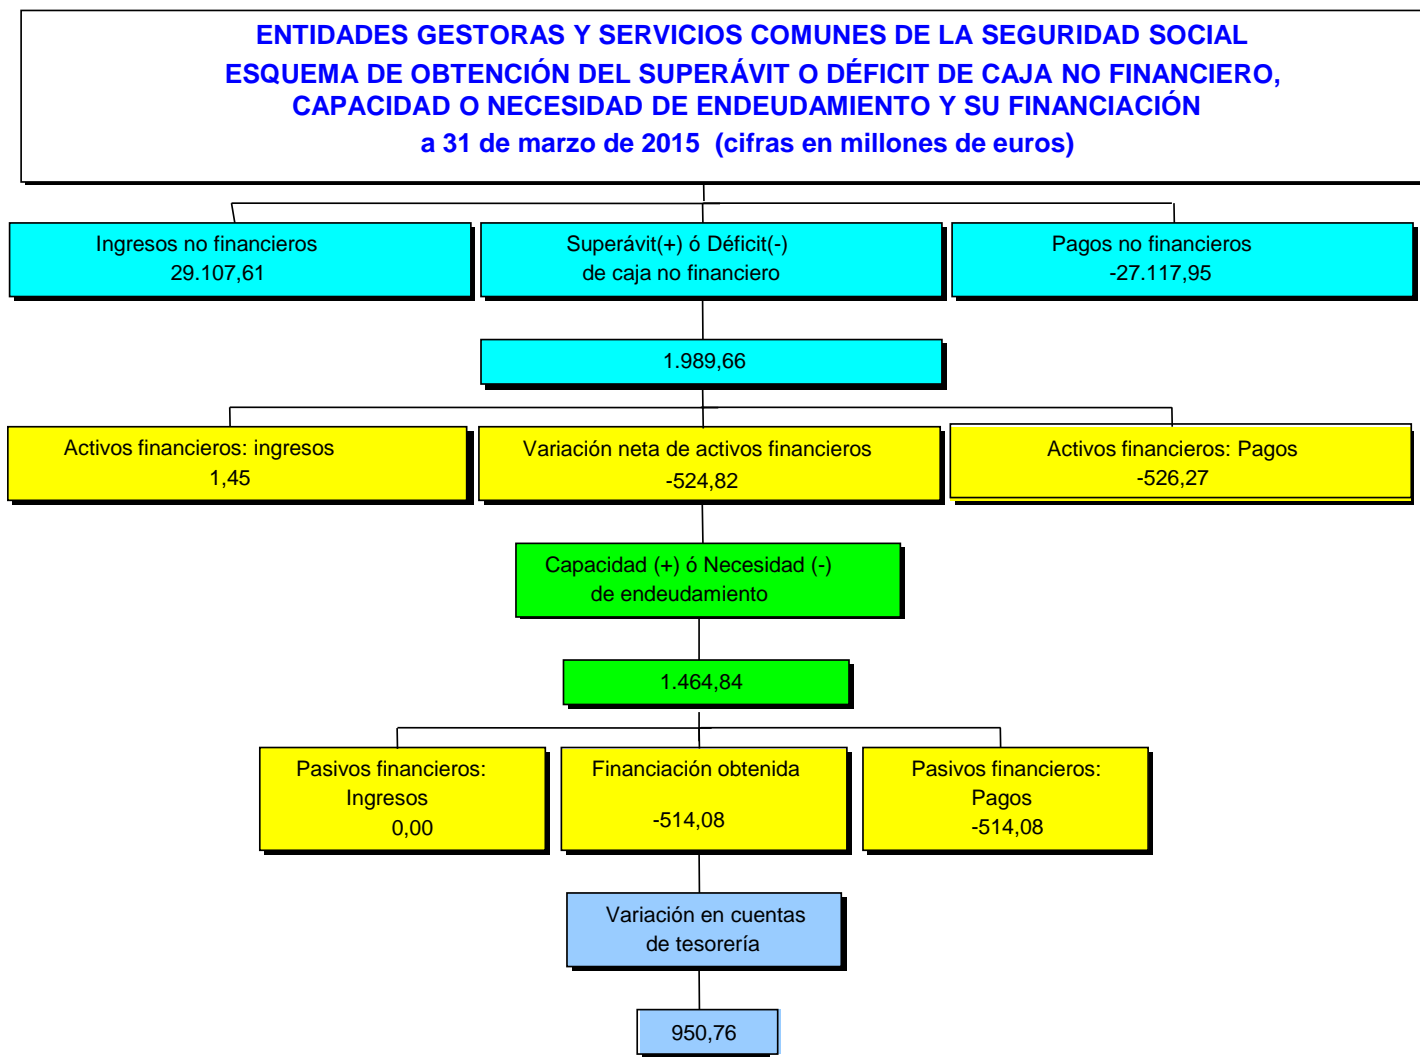 ENTIDADES GESTORAS Y SERVICIOS COMUNES DE LA SEGURIDAD SOCIAL
ESQUEMA DE OBTENCIÓN DEL SUPERÁVIT O DÉFICIT DE CAJA NO FINANCIERO,
CAPACIDAD O NECESIDAD DE ENDEUDAMIENTO Y SU FINANCIACIÓN
a 31 de marzo de 2015 (cifras en millones de euros)
Ingresos no financieros
29.107,61
Superávit(+) ó Déficit(-)
de caja no financiero
Pagos no financieros
-27.117,95
1.989,66
Activos financieros: ingresos
1,45
Variación neta de activos financieros
-524,82
Activos financieros: Pagos
-526,27
Capacidad (+) ó Necesidad (-)
de endeudamiento
1.464,84
Pasivos financieros:
Ingresos
0,00
Financiación obtenida
-514,08
Pasivos financieros:
Pagos
-514,08
Variación en cuentas
de tesorería
950,76